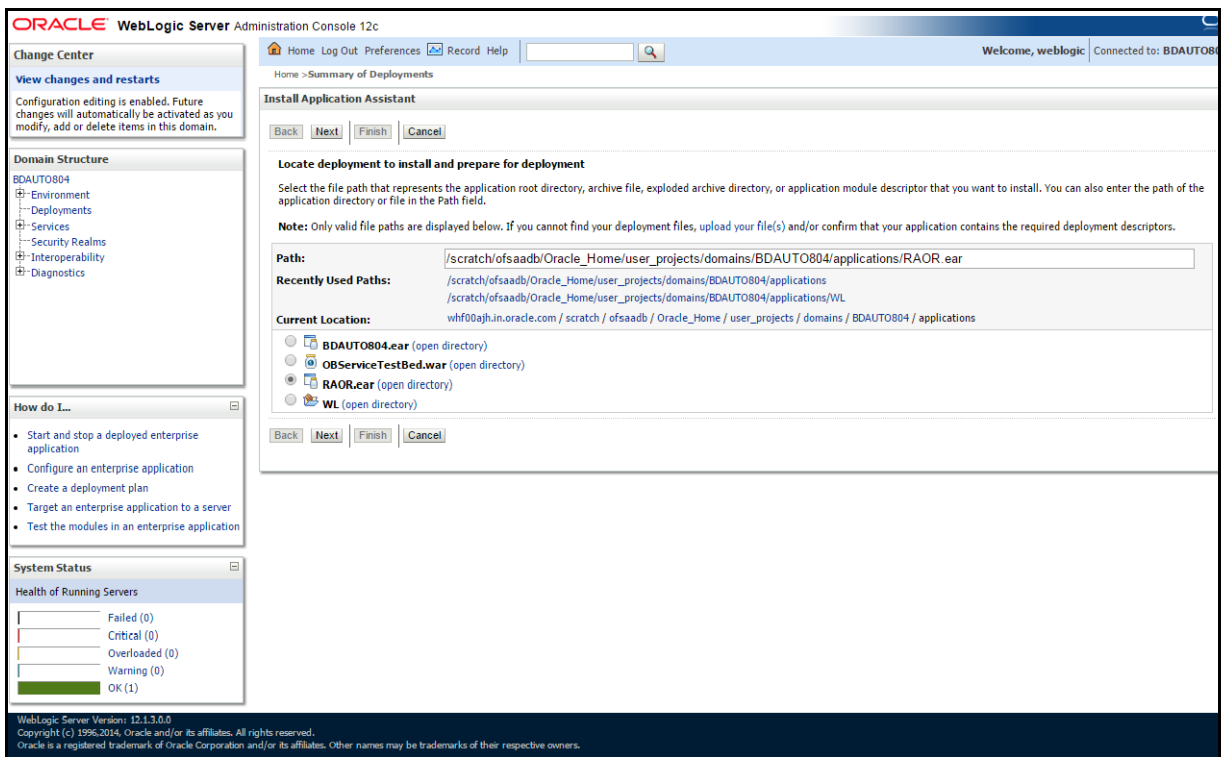 ORACLE WebLogic Server Administration Console 12c
Change Center
View changes and restarts
Configuration editing is enabled. Future
changes will automatically be activated as you
modify, add or delete items in this domain.
Domain Structure
BDAUTO804
Environment
Deployments
Services
Security Realms
Interoperability
Diagnostics
How do I...
Start and stop a deployed enterprise
application
Configure an enterprise application
Create a deployment plan
Target an enterprise application to a server
Test the modules in an enterprise application
System Status
Health of Running Servers
Failed (0)
Critical (0)
Overloaded (0)
Warning (0)
OK (1)
Home Log Out Preferences Record Help
Welcome, weblogic Connected to: BDAUTO80
Home >Summary of Deployments
Install Application Assistant
Back Next Finish Cancel
Locate deployment to install and prepare for deployment
Select the file path that represents the application root directory, archive file, exploded archive directory, or application module descriptor that you want to install. You can also enter the path of the
application directory or file in the Path field.
Note: Only valid file paths are displayed below. If you cannot find your deployment files, upload your file(s) and/or confirm that your application contains the required deployment descriptors.
Path: /scratch/ofsaadb/Oracle_Home/user_projects/domains/BDAUTO804/applications/RAOR.ear
Recently Used Paths: /scratch/ofsaadb/Oracle_Home/user_projects/domains/BDAUTO804/applications
/scratch/ofsaadb/Oracle_Home/user_projects/domains/BDAUTO804/applications/WL
Current Location: whf00ajh.in.oracle.com / scratch / ofsaadb / Oracle_Home / user_projects / domains / BDAUTO804 / applications
BDAUTO804.ear (open directory)
OBServiceTestBed.war (open directory)
RAOR.ear (open directory)
WL (open directory)
Back Next Finish Cancel
WebLogic Server Version: 12.1.3.0.0
Copyright (c) 1996,2014, Oracle and/or its affiliates. All rights reserved.
Oracle is a registered trademark of Oracle Corporation and/or its affiliates. Other names may be trademarks of their respective owners.